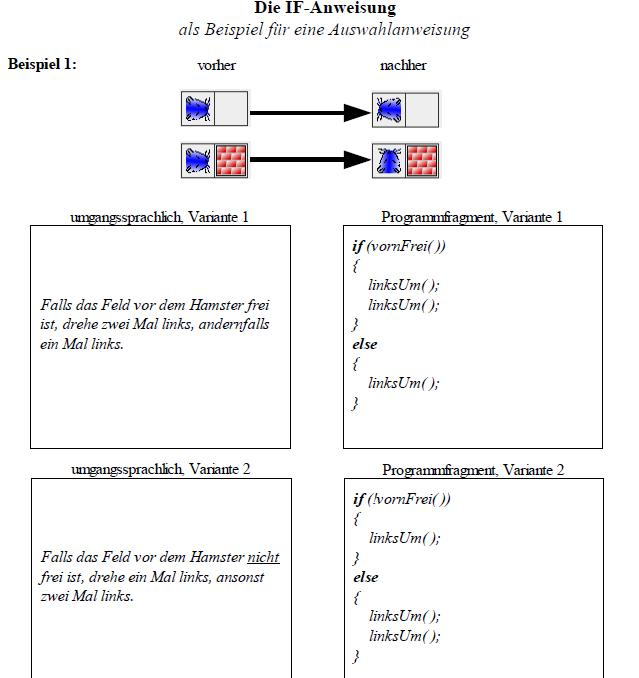 Die IF-Anweisung
als Beispiel für eine Auswahlanweisung
Beispiel 1:
vorher
nachher
umgangssprachlich, Variante 1
Falls das Feld vor dem Hamster frei
ist, drehe zwei Mal links, andernfalls
ein Mal links.
Programmfragment, Variante 1
if (vornFrei( ))
{
linksUm( );
linksUm( );
}
else
{
linksUm( );
}
umgangssprachlich, Variante 2
Falls das Feld vor dem Hamster nicht
frei ist, drehe ein Mal links, ansonst
zwei Mal links.
Programmfragment, Variante 2
if (!vornFrei( ))
{
linksUm( );
}
else
{
linksUm( );
linksUm( );
}